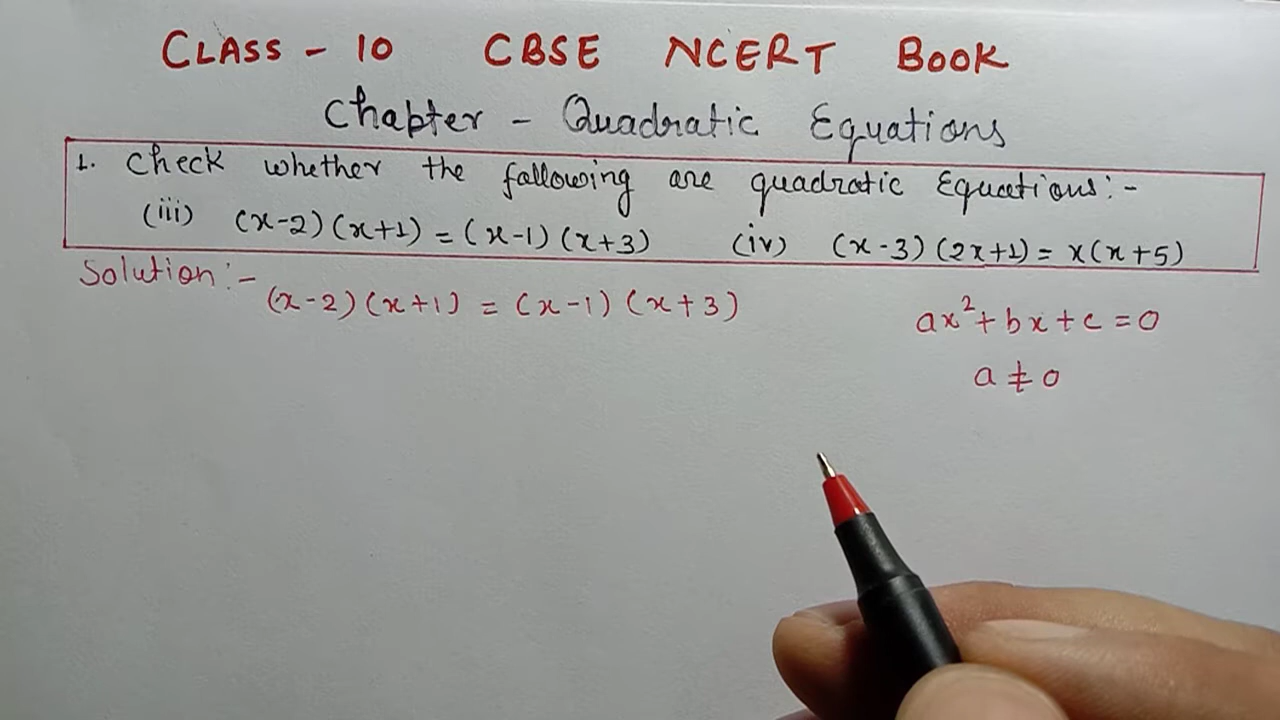 CLASS - 10 CBSE NCERT BOOK
Chapter - Quadratic Equations
1. Check whether the following are quadratic Equations:-
(iii) (x-2)(x+1)=(x-1)(x+3) (iv) (x-3)(2x+1)=x(x+5)
Solution:-
(x-2)(x+1) = (x-1)(x+3)
ax²+bx+c=0
a≠0